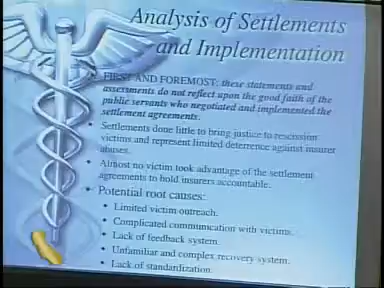 Analysis of Settlements
and Implementation
FIRST AND FOREMOST: these statements and
assessments do not reflect upon the good faith of the
public servants who negotiated and implemented the
settlement agreements.
Settlements done little to bring justice to rescission
victims and represent limited deterrence against insurer
abuses.
Almost no victim took advantage of the settlement
agreements to hold insurers accountable.
Potential root causes:
Limited victim outreach.
Complicated communication with victims.
Lack of feedback system.
Unfamiliar and complex recovery system.
Lack of standardization.